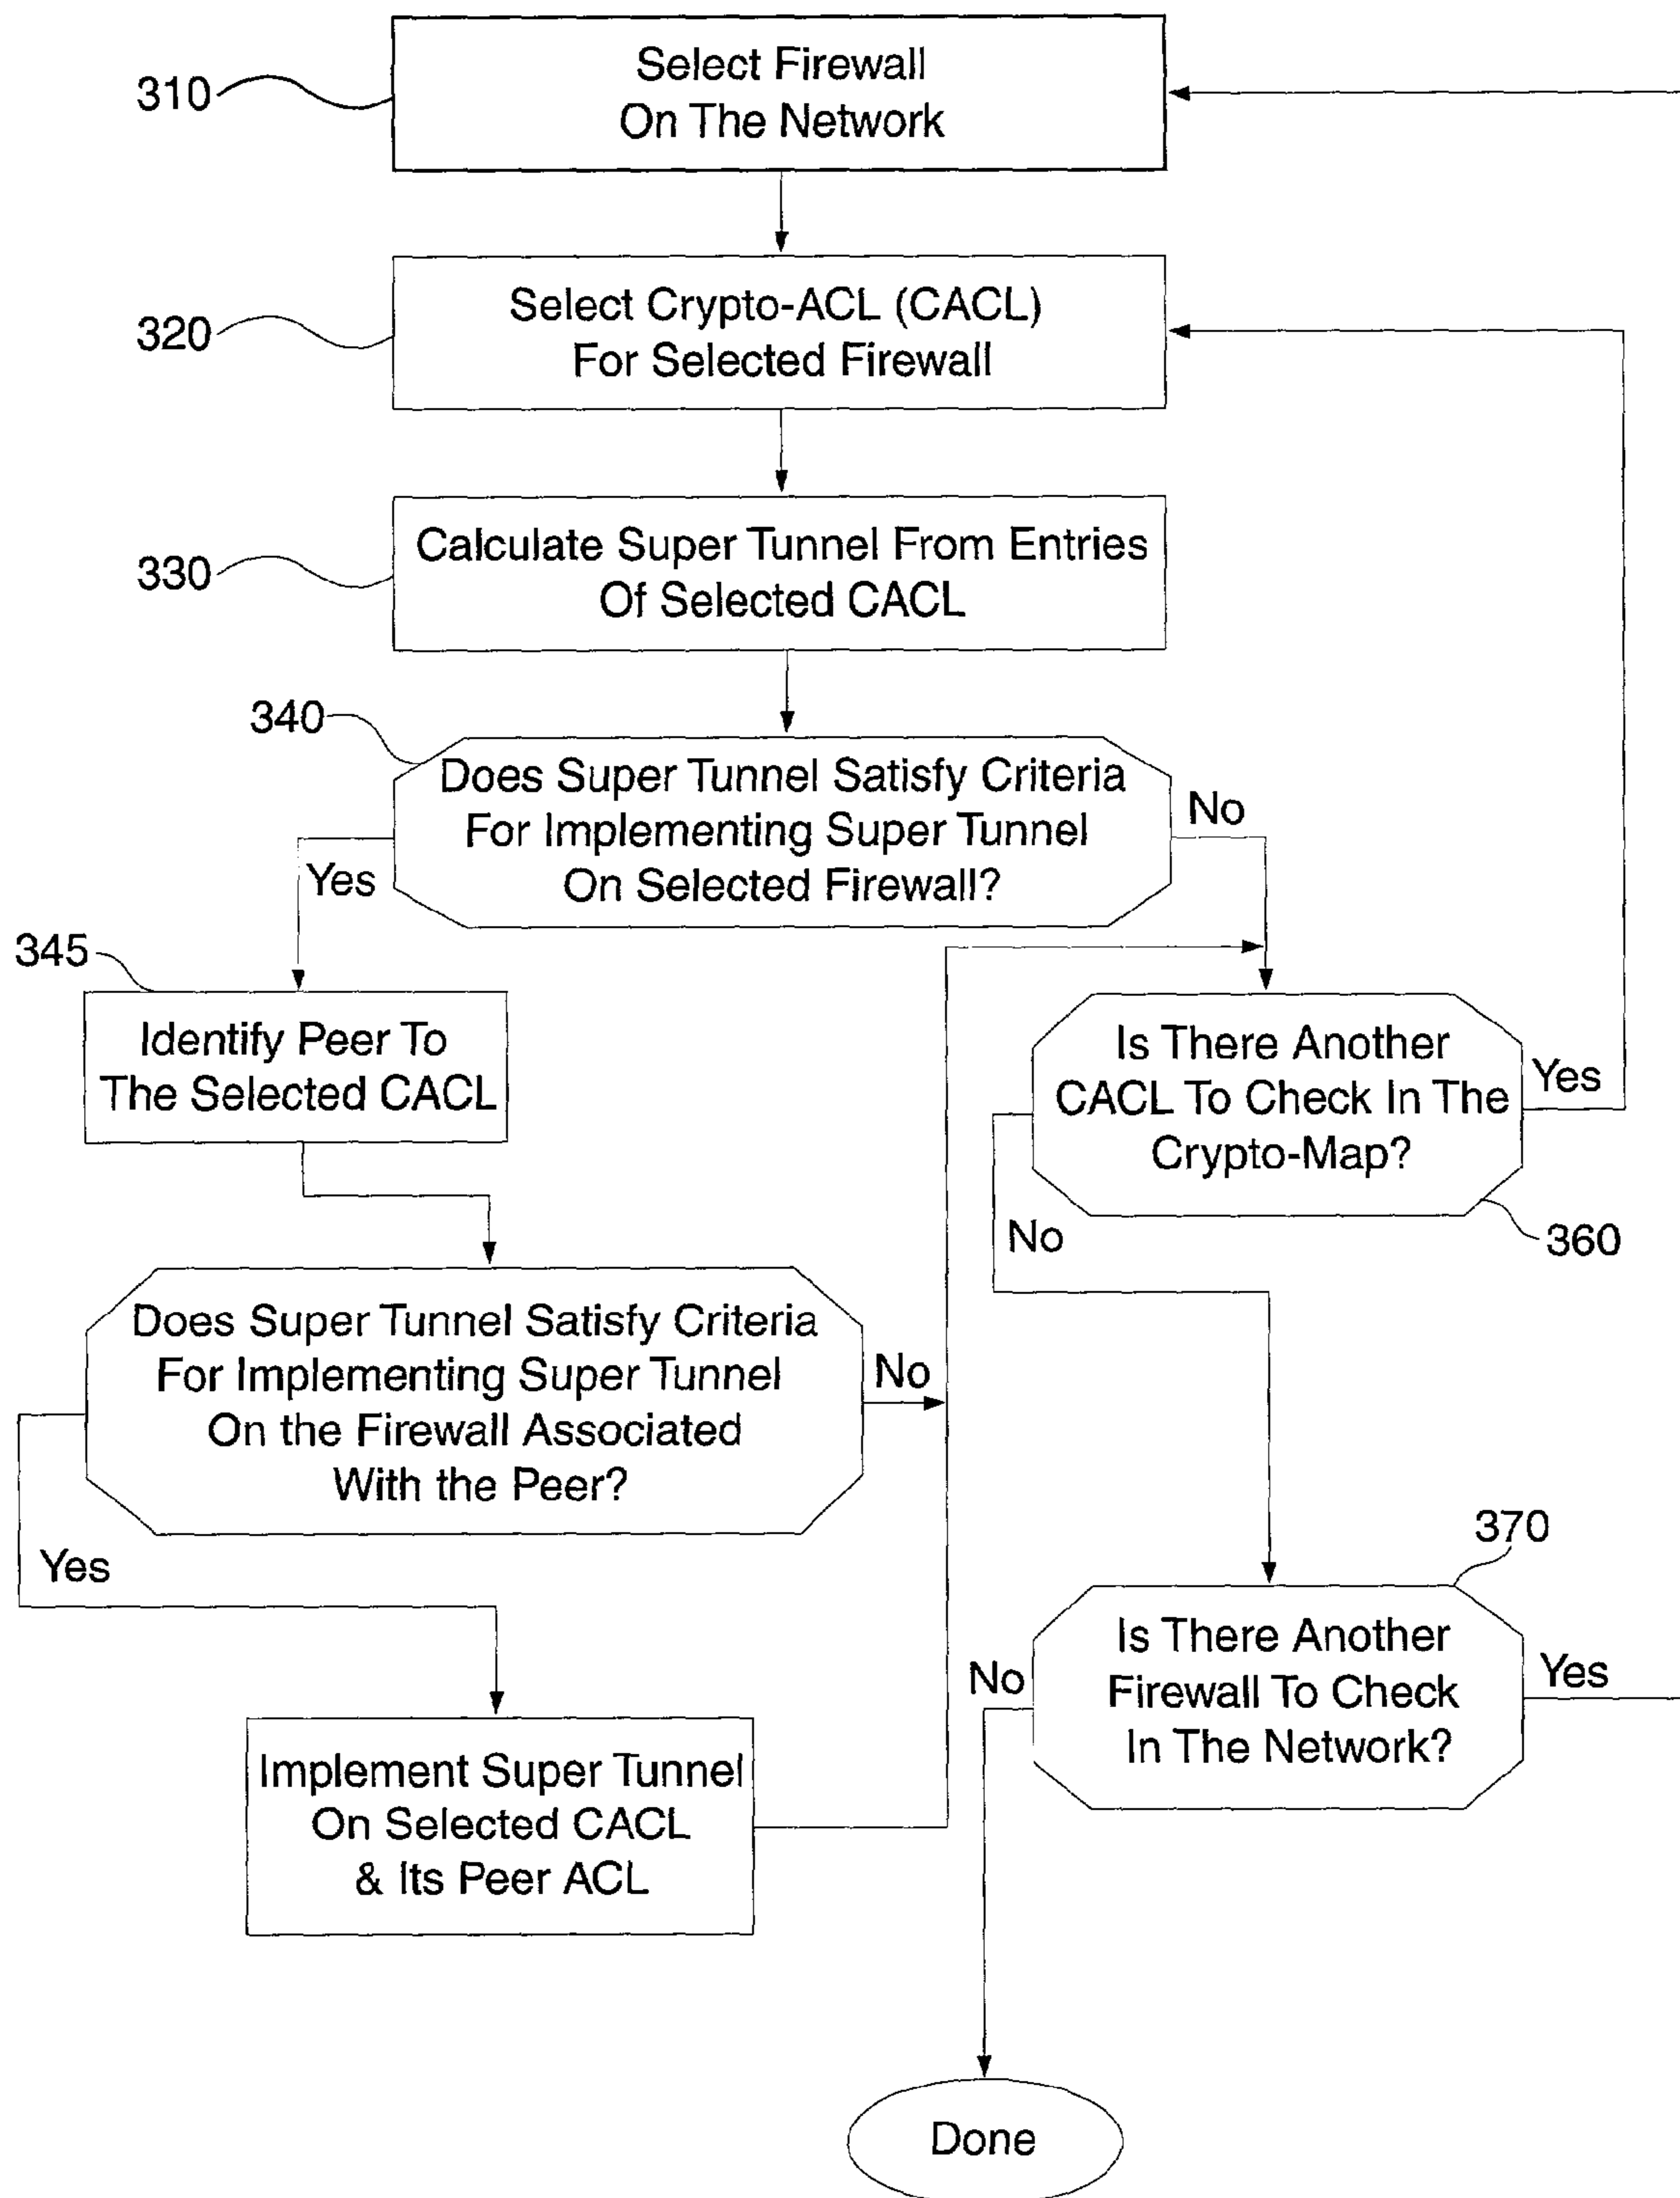 310
Select Firewall
On The Network
320
Select Crypto-ACL (CACL)
For Selected Firewall
330
Calculate Super Tunnel From Entries
Of Selected CACL
340
Does Super Tunnel Satisfy Criteria
For Implementing Super Tunnel
On Selected Firewall?
No
Yes
345
Identify Peer To
The Selected CACL
Is There Another
CACL To Check In The
Crypto-Map?
Yes
No
360
Does Super Tunnel Satisfy Criteria
For Implementing Super Tunnel
On the Firewall Associated
With the Peer?
No
Yes
370
Is There Another
Firewall To Check
In The Network?
No
Yes
Implement Super Tunnel
On Selected CACL
& Its Peer ACL
Done